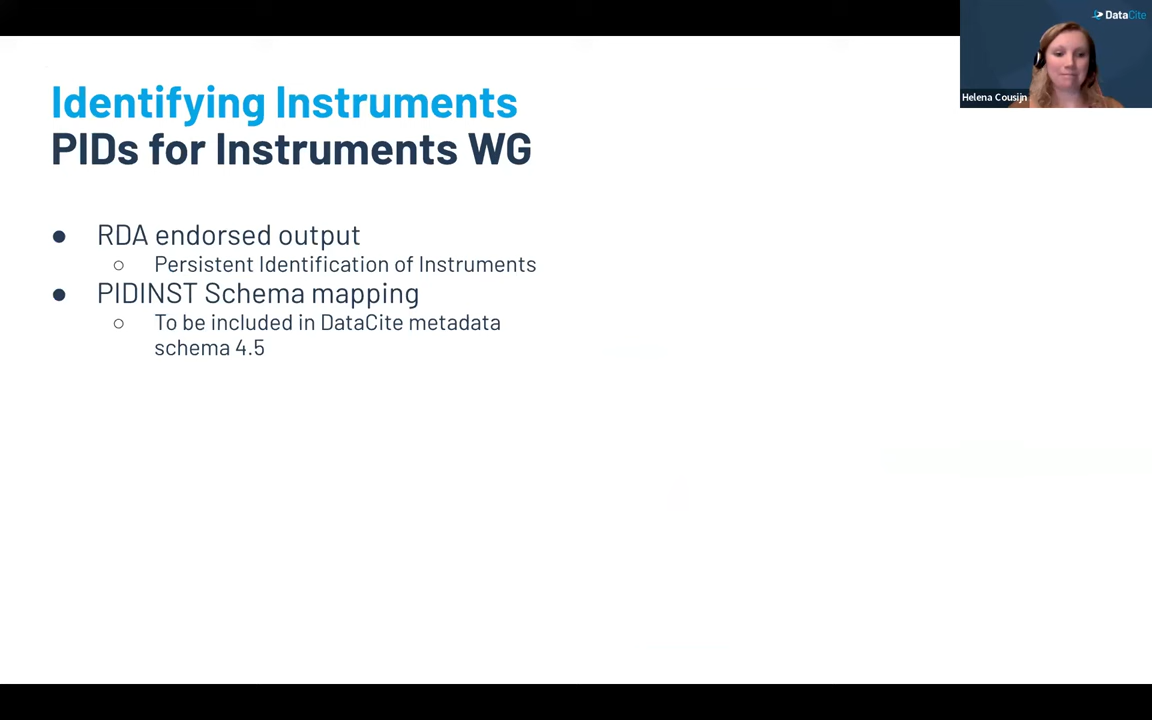 DataCite
Helena Cousijn
Identifying Instruments
PIDs for Instruments WG
● RDA endorsed output
○ Persistent Identification of Instruments
● PIDINST Schema mapping
○ To be included in DataCite metadata
schema 4.5